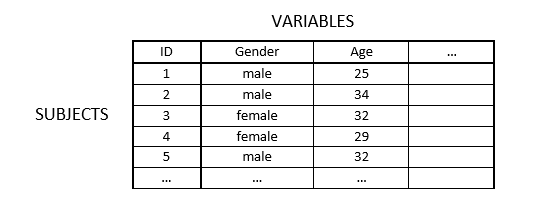 VARIABLES
ID Gender Age ...
1 male 25
2 male 34
SUBJECTS 3 female 32
4 female 29
5 male 32
... ... ...